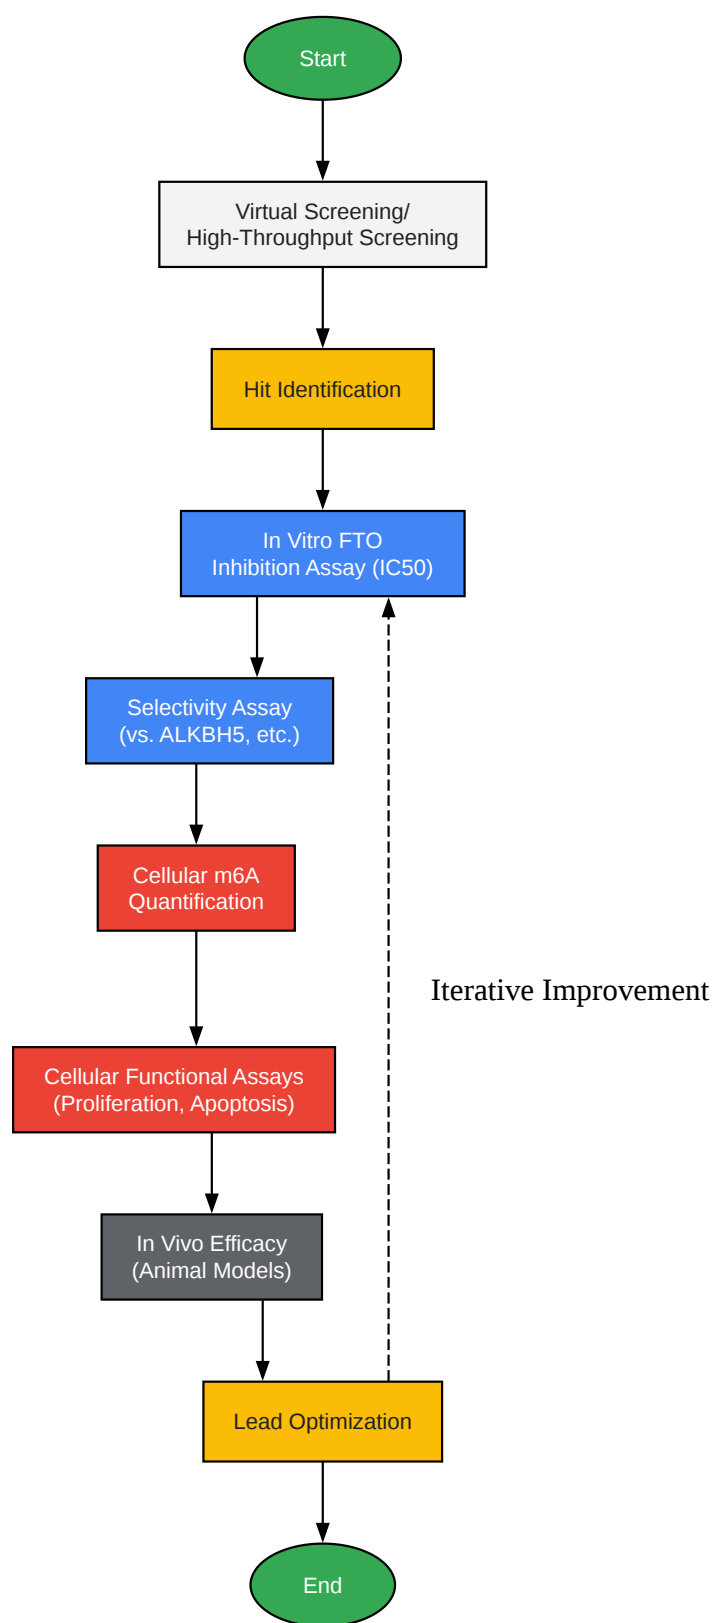 Start
Virtual Screening/
High-Throughput Screening
Hit Identification
In Vitro FTO
Inhibition Assay (IC50)
Selectivity Assay
(vs. ALKBH5, etc.)
Cellular m6A
Quantification
Iterative Improvement
Cellular Functional Assays
(Proliferation, Apoptosis)
In Vivo Efficacy
(Animal Models)
Lead Optimization
End